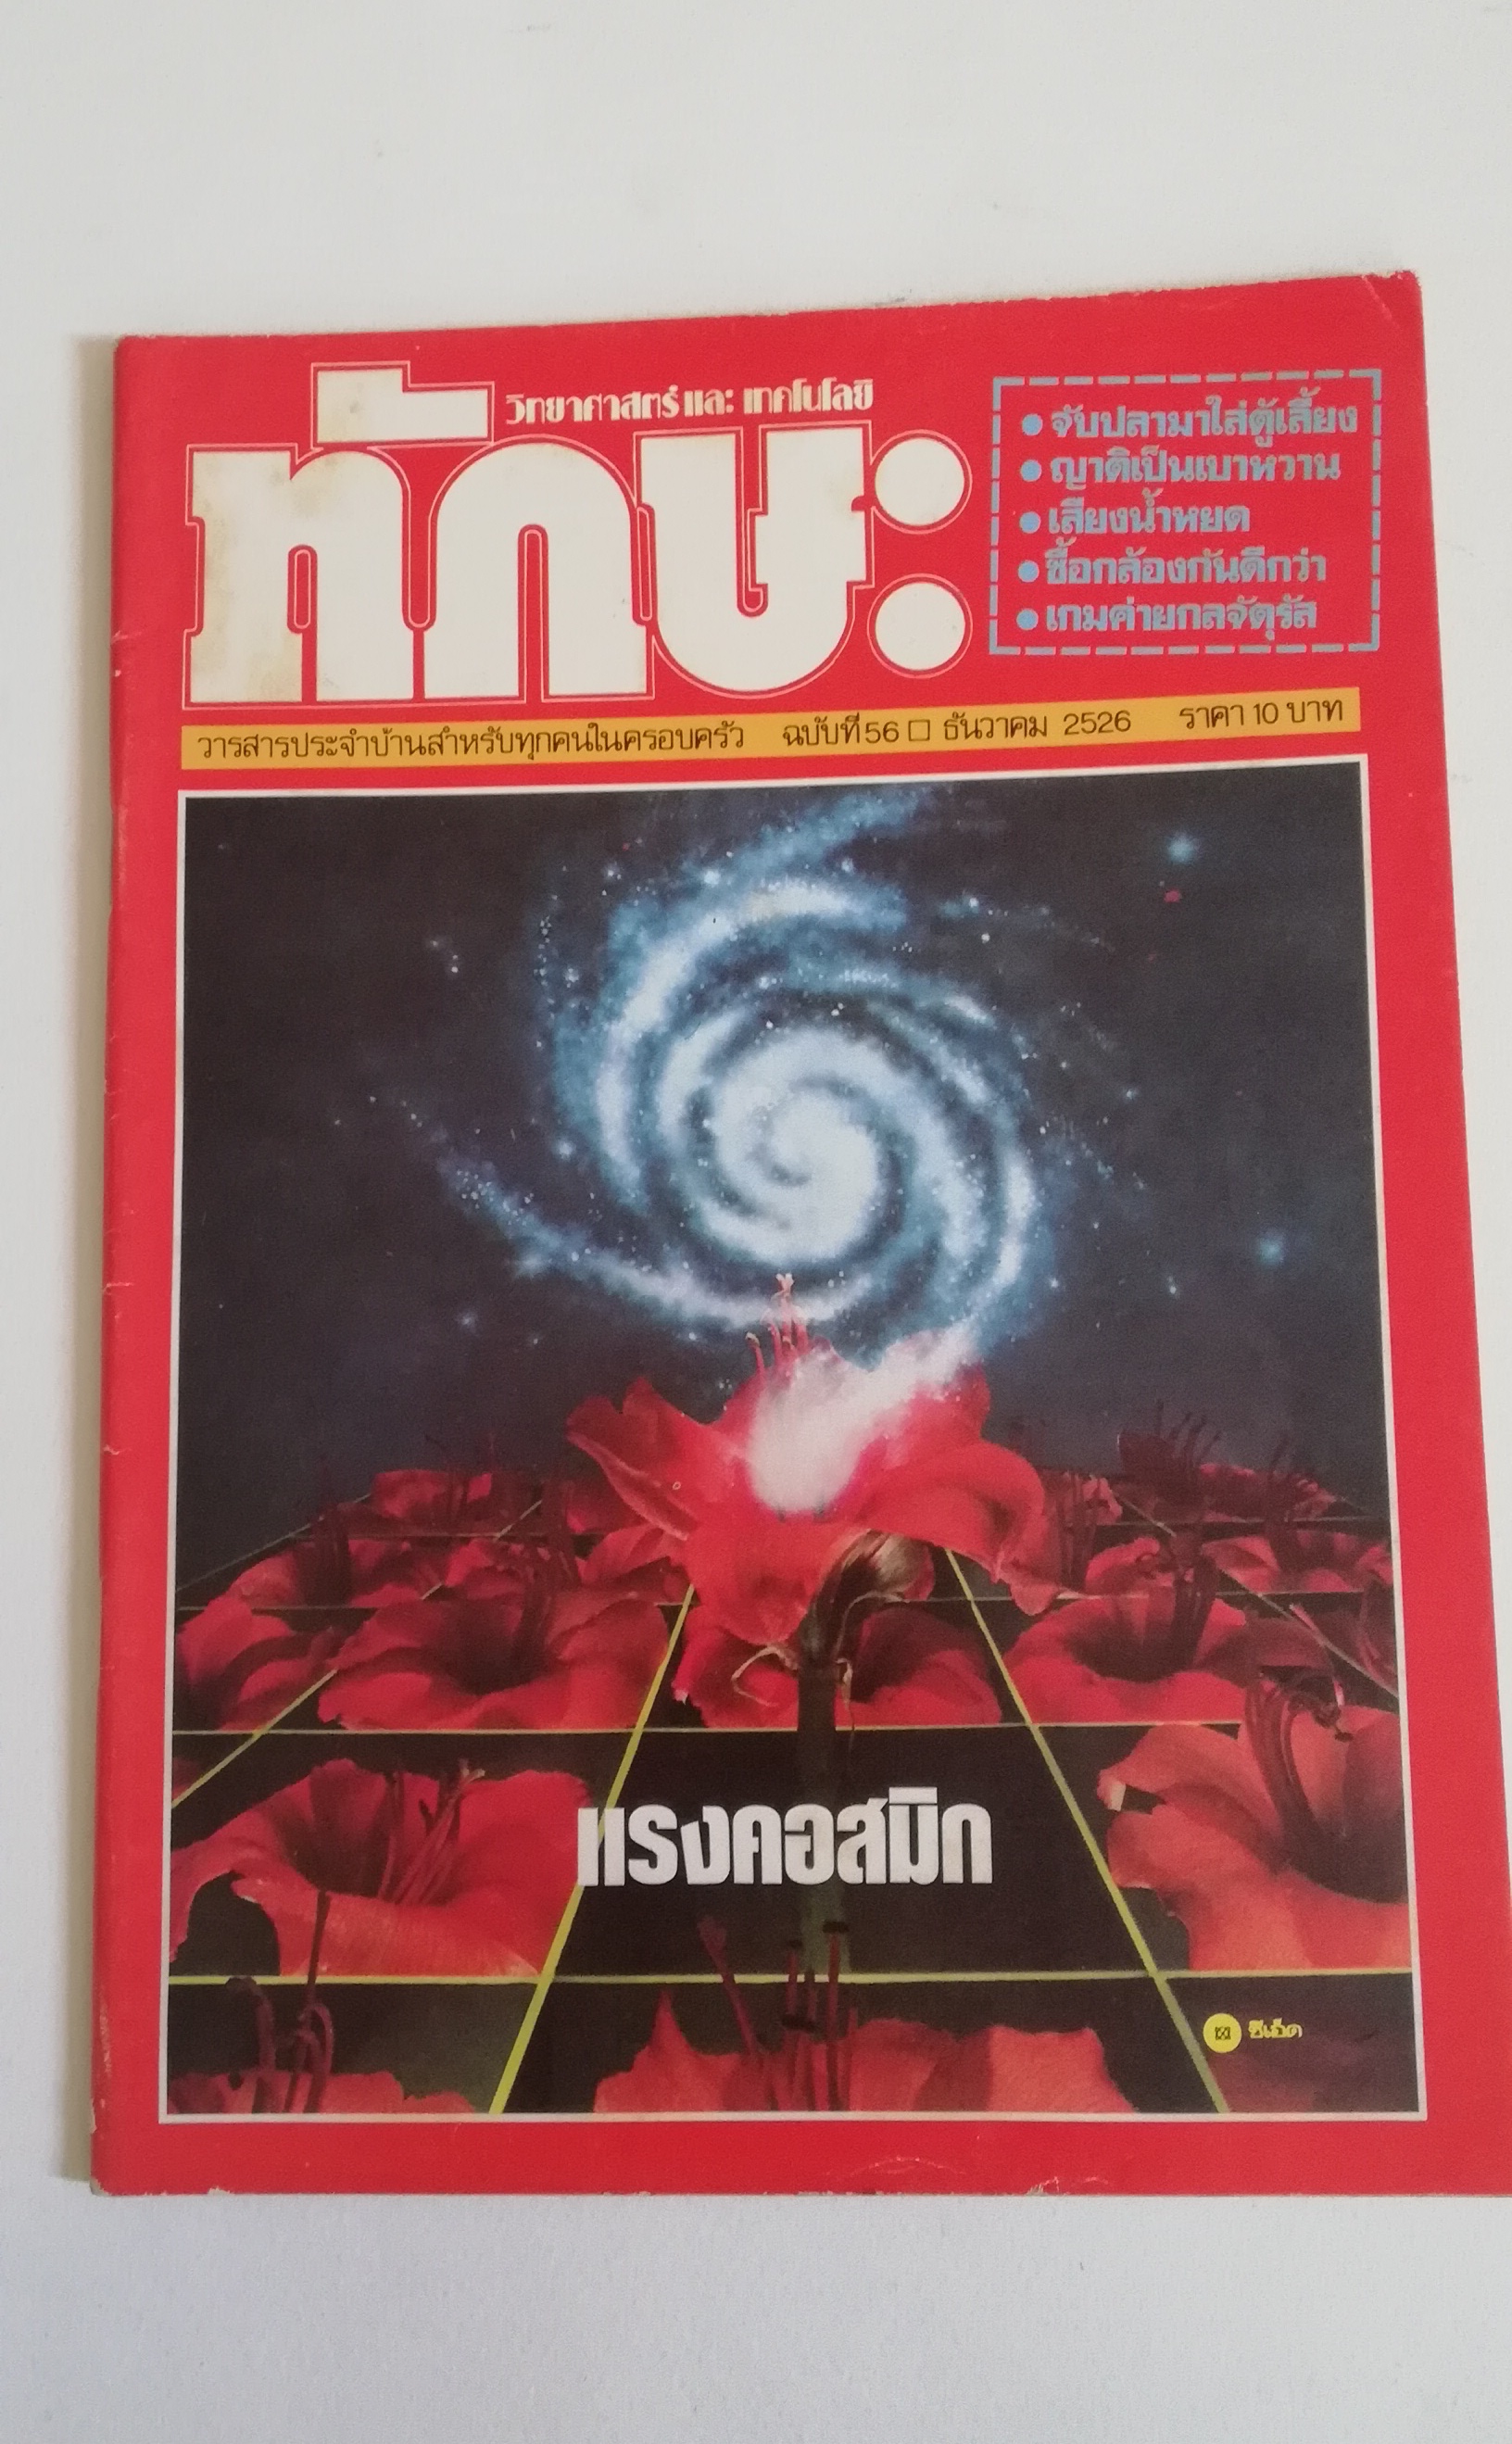 วิทยาศาสตร์และ เทคโนโลยี
ทักษะ
• จับปลามาใส่ตู้เลี้ยง
• ญาติเป็นเบาหวาน
• เสียงน้ำหยด
• ซื้อกล้องกันดีกว่า
• เกมค่ายกลจัตุรัส
วารสารประจำบ้านสำหรับทุกคนในครอบครัว ฉบับที่ 56 □ ธันวาคม 2526 ราคา 10 บาท
แรงคอสมิก
ซีเอ็ด